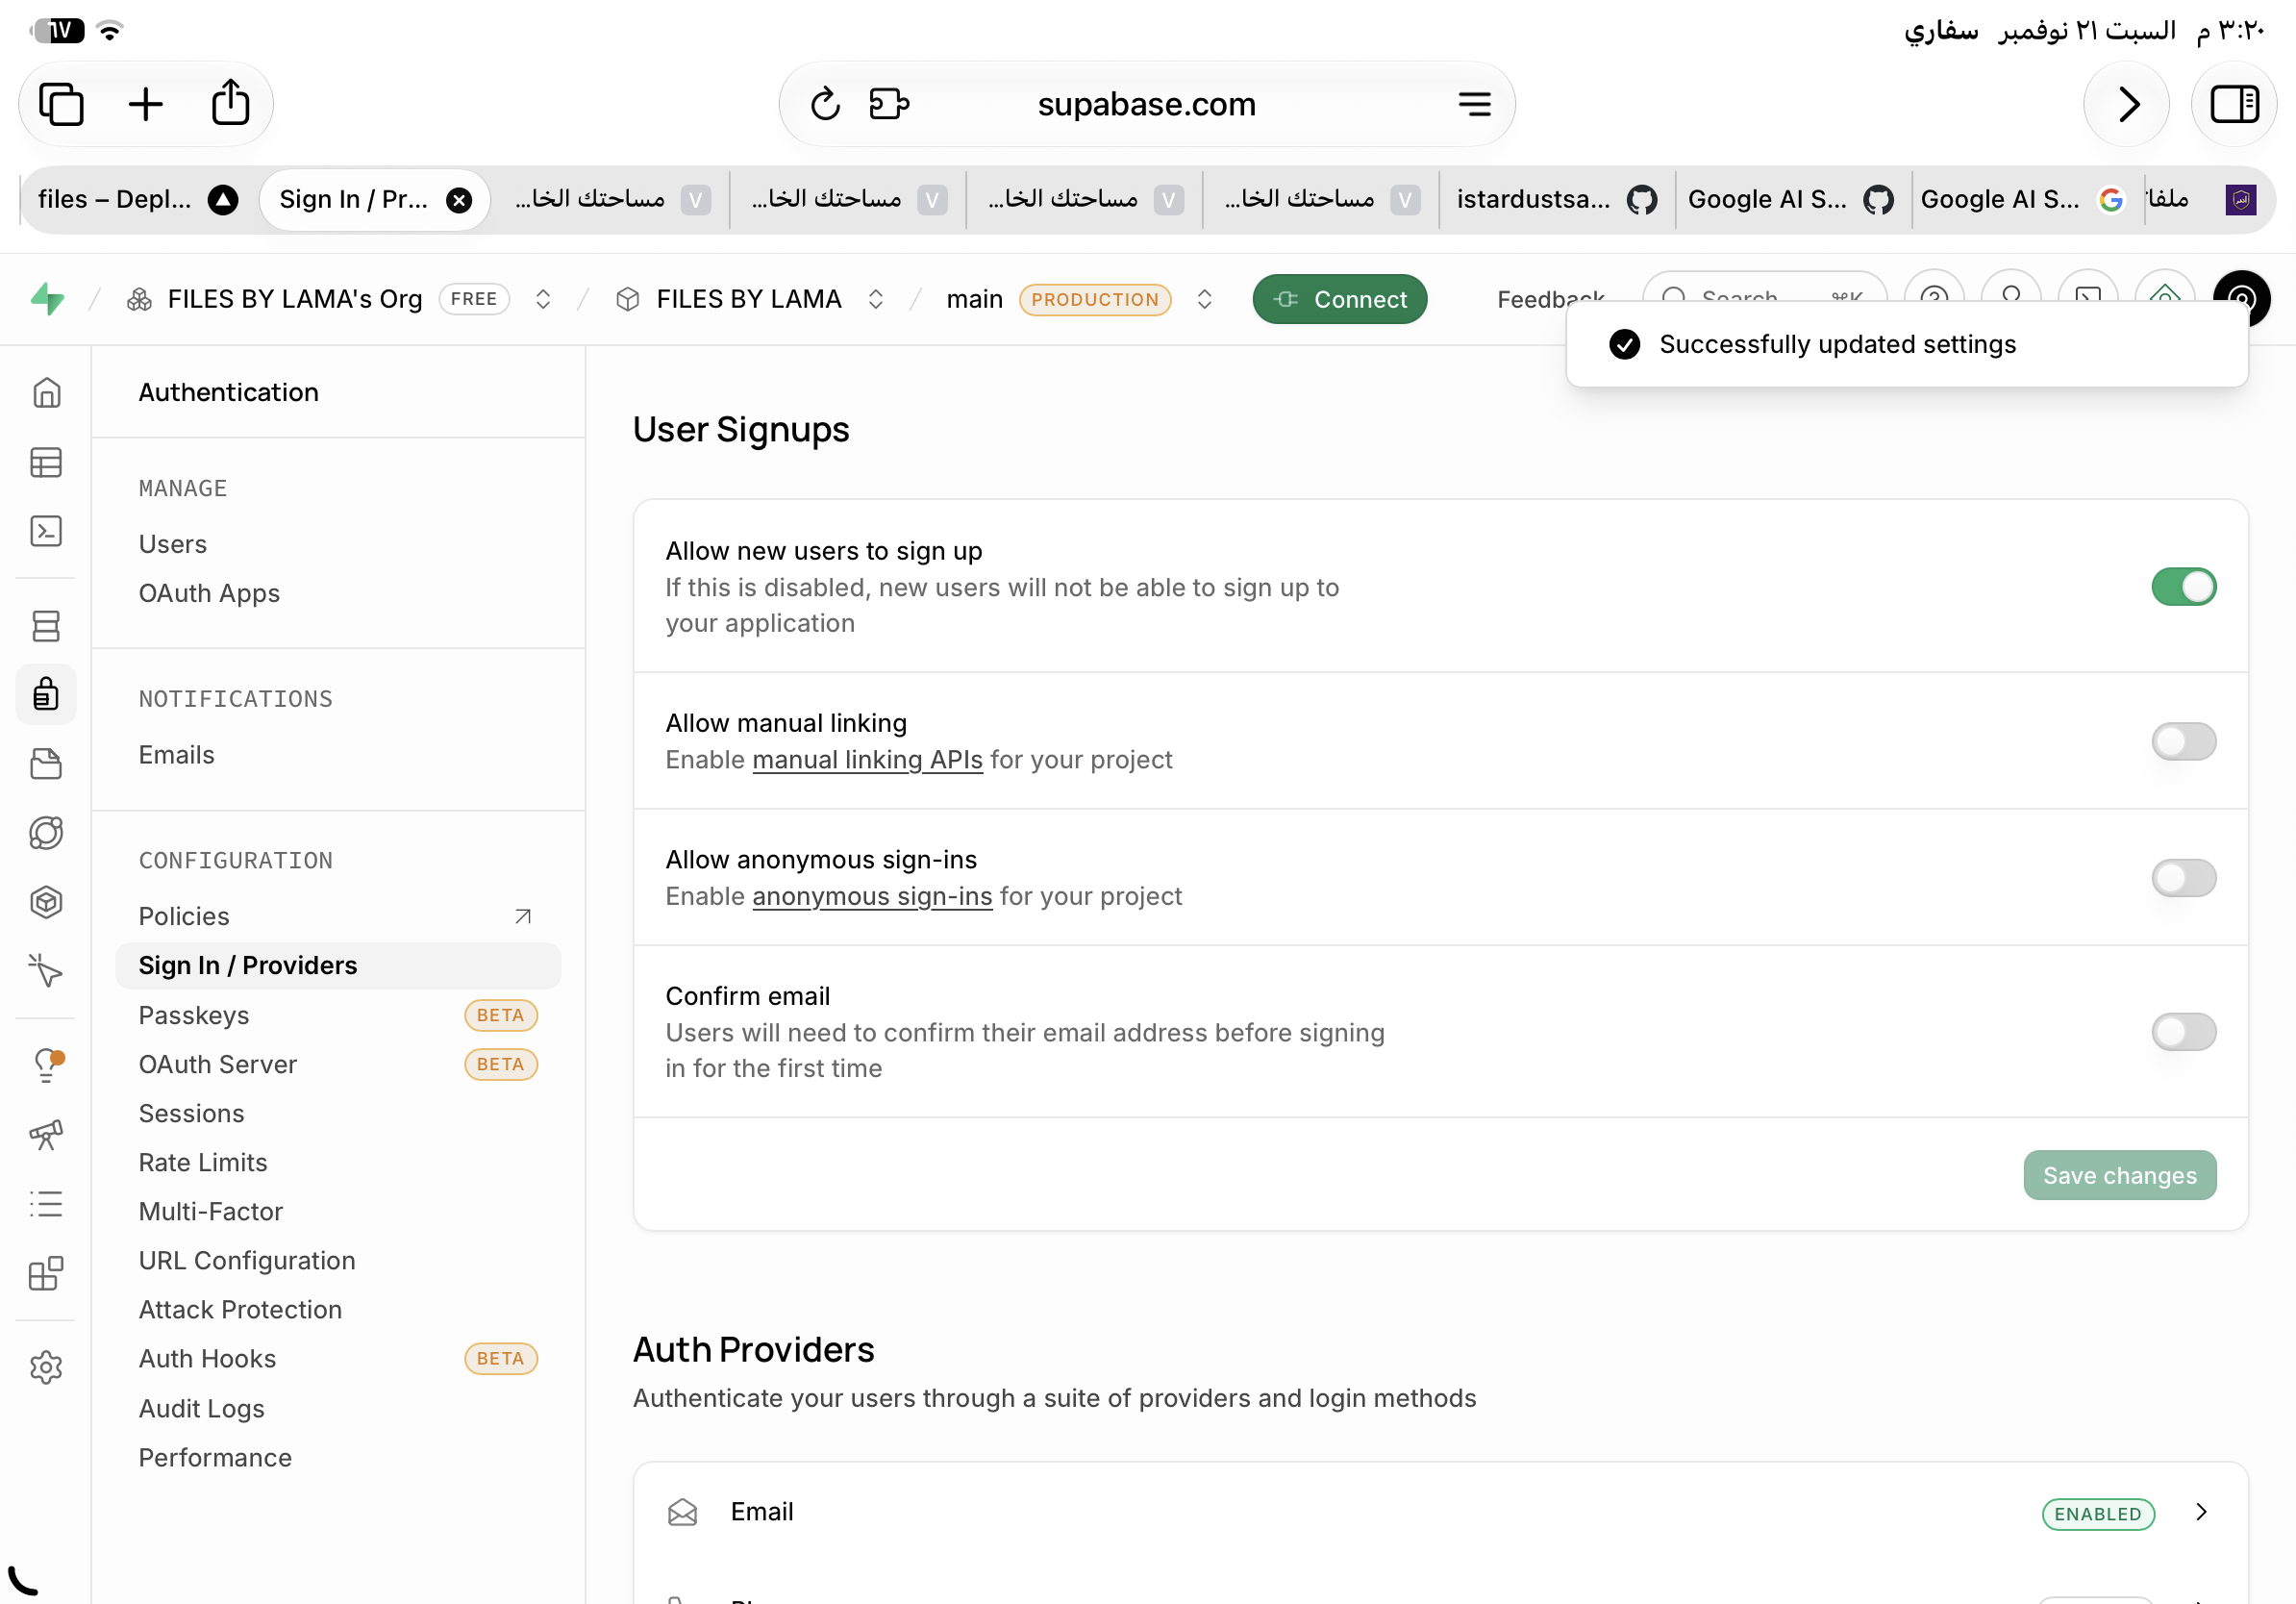 ٣:٢٠ م السبت ٢١ نوفمبر سفاري
١٧
supabase.com
files – Depl...
Sign In / Pr...
مساحتك الخا...
V
مساحتك الخا...
V
مساحتك الخا...
V
مساحتك الخا...
V
istardustsa...
Google AI S...
Google AI S...
FILES BY LAMA's Org FREE
FILES BY LAMA
main PRODUCTION
Connect
Feedback
Search
⌘K
Successfully updated settings
Authentication
MANAGE
Users
OAuth Apps
NOTIFICATIONS
Emails
CONFIGURATION
Policies
Sign In / Providers
Passkeys BETA
OAuth Server BETA
Sessions
Rate Limits
Multi-Factor
URL Configuration
Attack Protection
Auth Hooks BETA
Audit Logs
Performance
User Signups
Allow new users to sign up
If this is disabled, new users will not be able to sign up to
your application
Allow manual linking
Enable manual linking APIs for your project
Allow anonymous sign-ins
Enable anonymous sign-ins for your project
Confirm email
Users will need to confirm their email address before signing
in for the first time
Save changes
Auth Providers
Authenticate your users through a suite of providers and login methods
Email
ENABLED